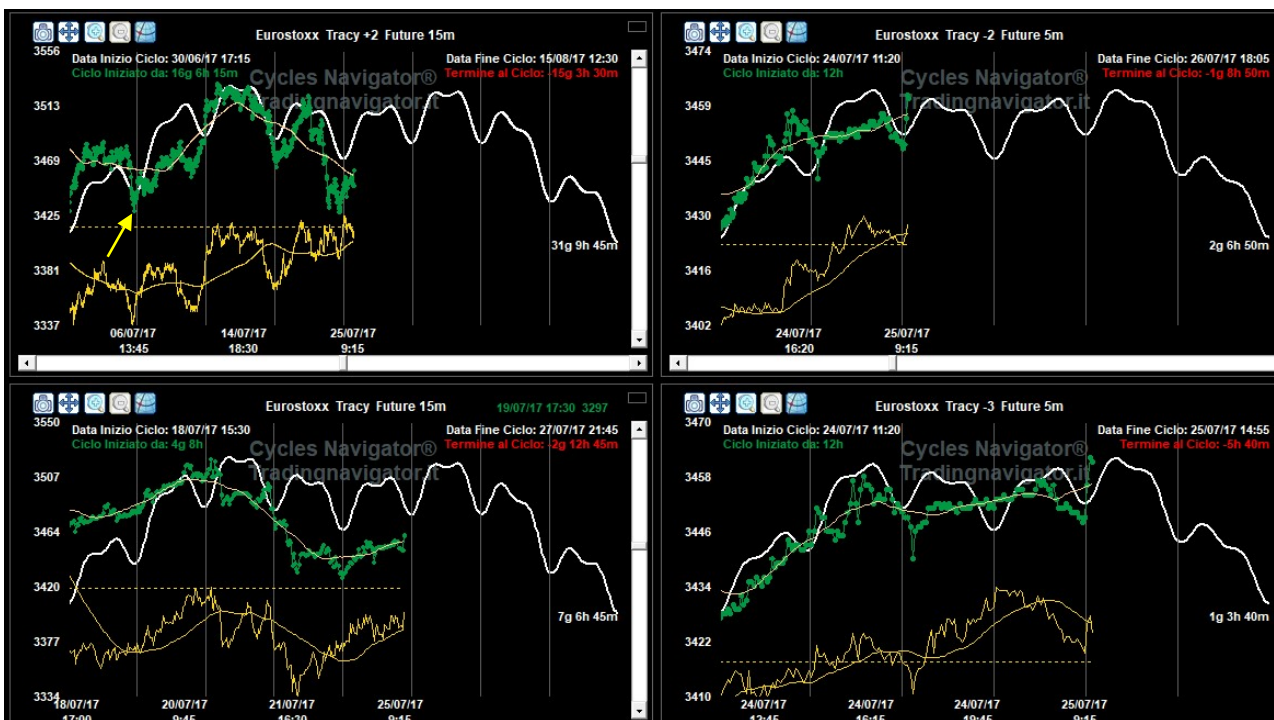 Eurostoxx Tracy +2 Future 15m
3556
Data Inizio Ciclo: 30/06/17 17:15
Data Fine Ciclo: 15/08/17 12:30
Ciclo Iniziato da: 16g 6h 15m
Termine al Ciclo: -15g 3h 30m
Cycles Navigator®
Tradingnavigator.it
3513
3469
3425
3381
3337
31g 9h 45m
06/07/17
13:45
14/07/17
18:30
25/07/17
9:15
Eurostoxx Tracy -2 Future 5m
3474
Data Inizio Ciclo: 24/07/17 11:20
Data Fine Ciclo: 26/07/17 18:05
Ciclo Iniziato da: 12h
Termine al Ciclo: -1g 8h 50m
Cycles Navigator®
Tradingnavigator.it
3459
3445
3430
3416
3402
2g 6h 50m
24/07/17
16:20
25/07/17
9:15
Eurostoxx Tracy Future 15m
19/07/17 17:30 3297
3550
Data Inizio Ciclo: 18/07/17 15:30
Data Fine Ciclo: 27/07/17 21:45
Ciclo Iniziato da: 4g 8h
Termine al Ciclo: -2g 12h 45m
Cycles Navigator®
Tradingnavigator.it
3507
3464
3420
3377
3334
7g 6h 45m
18/07/17
17:00
20/07/17
9:45
21/07/17
16:30
25/07/17
9:15
Eurostoxx Tracy -3 Future 5m
3470
Data Inizio Ciclo: 24/07/17 11:20
Data Fine Ciclo: 25/07/17 14:55
Ciclo Iniziato da: 12h
Termine al Ciclo: -5h 40m
Cycles Navigator®
Tradingnavigator.it
3458
3446
3434
3422
3410
1g 3h 40m
24/07/17
13:45
24/07/17
16:15
24/07/17
19:45
25/07/17
9:15